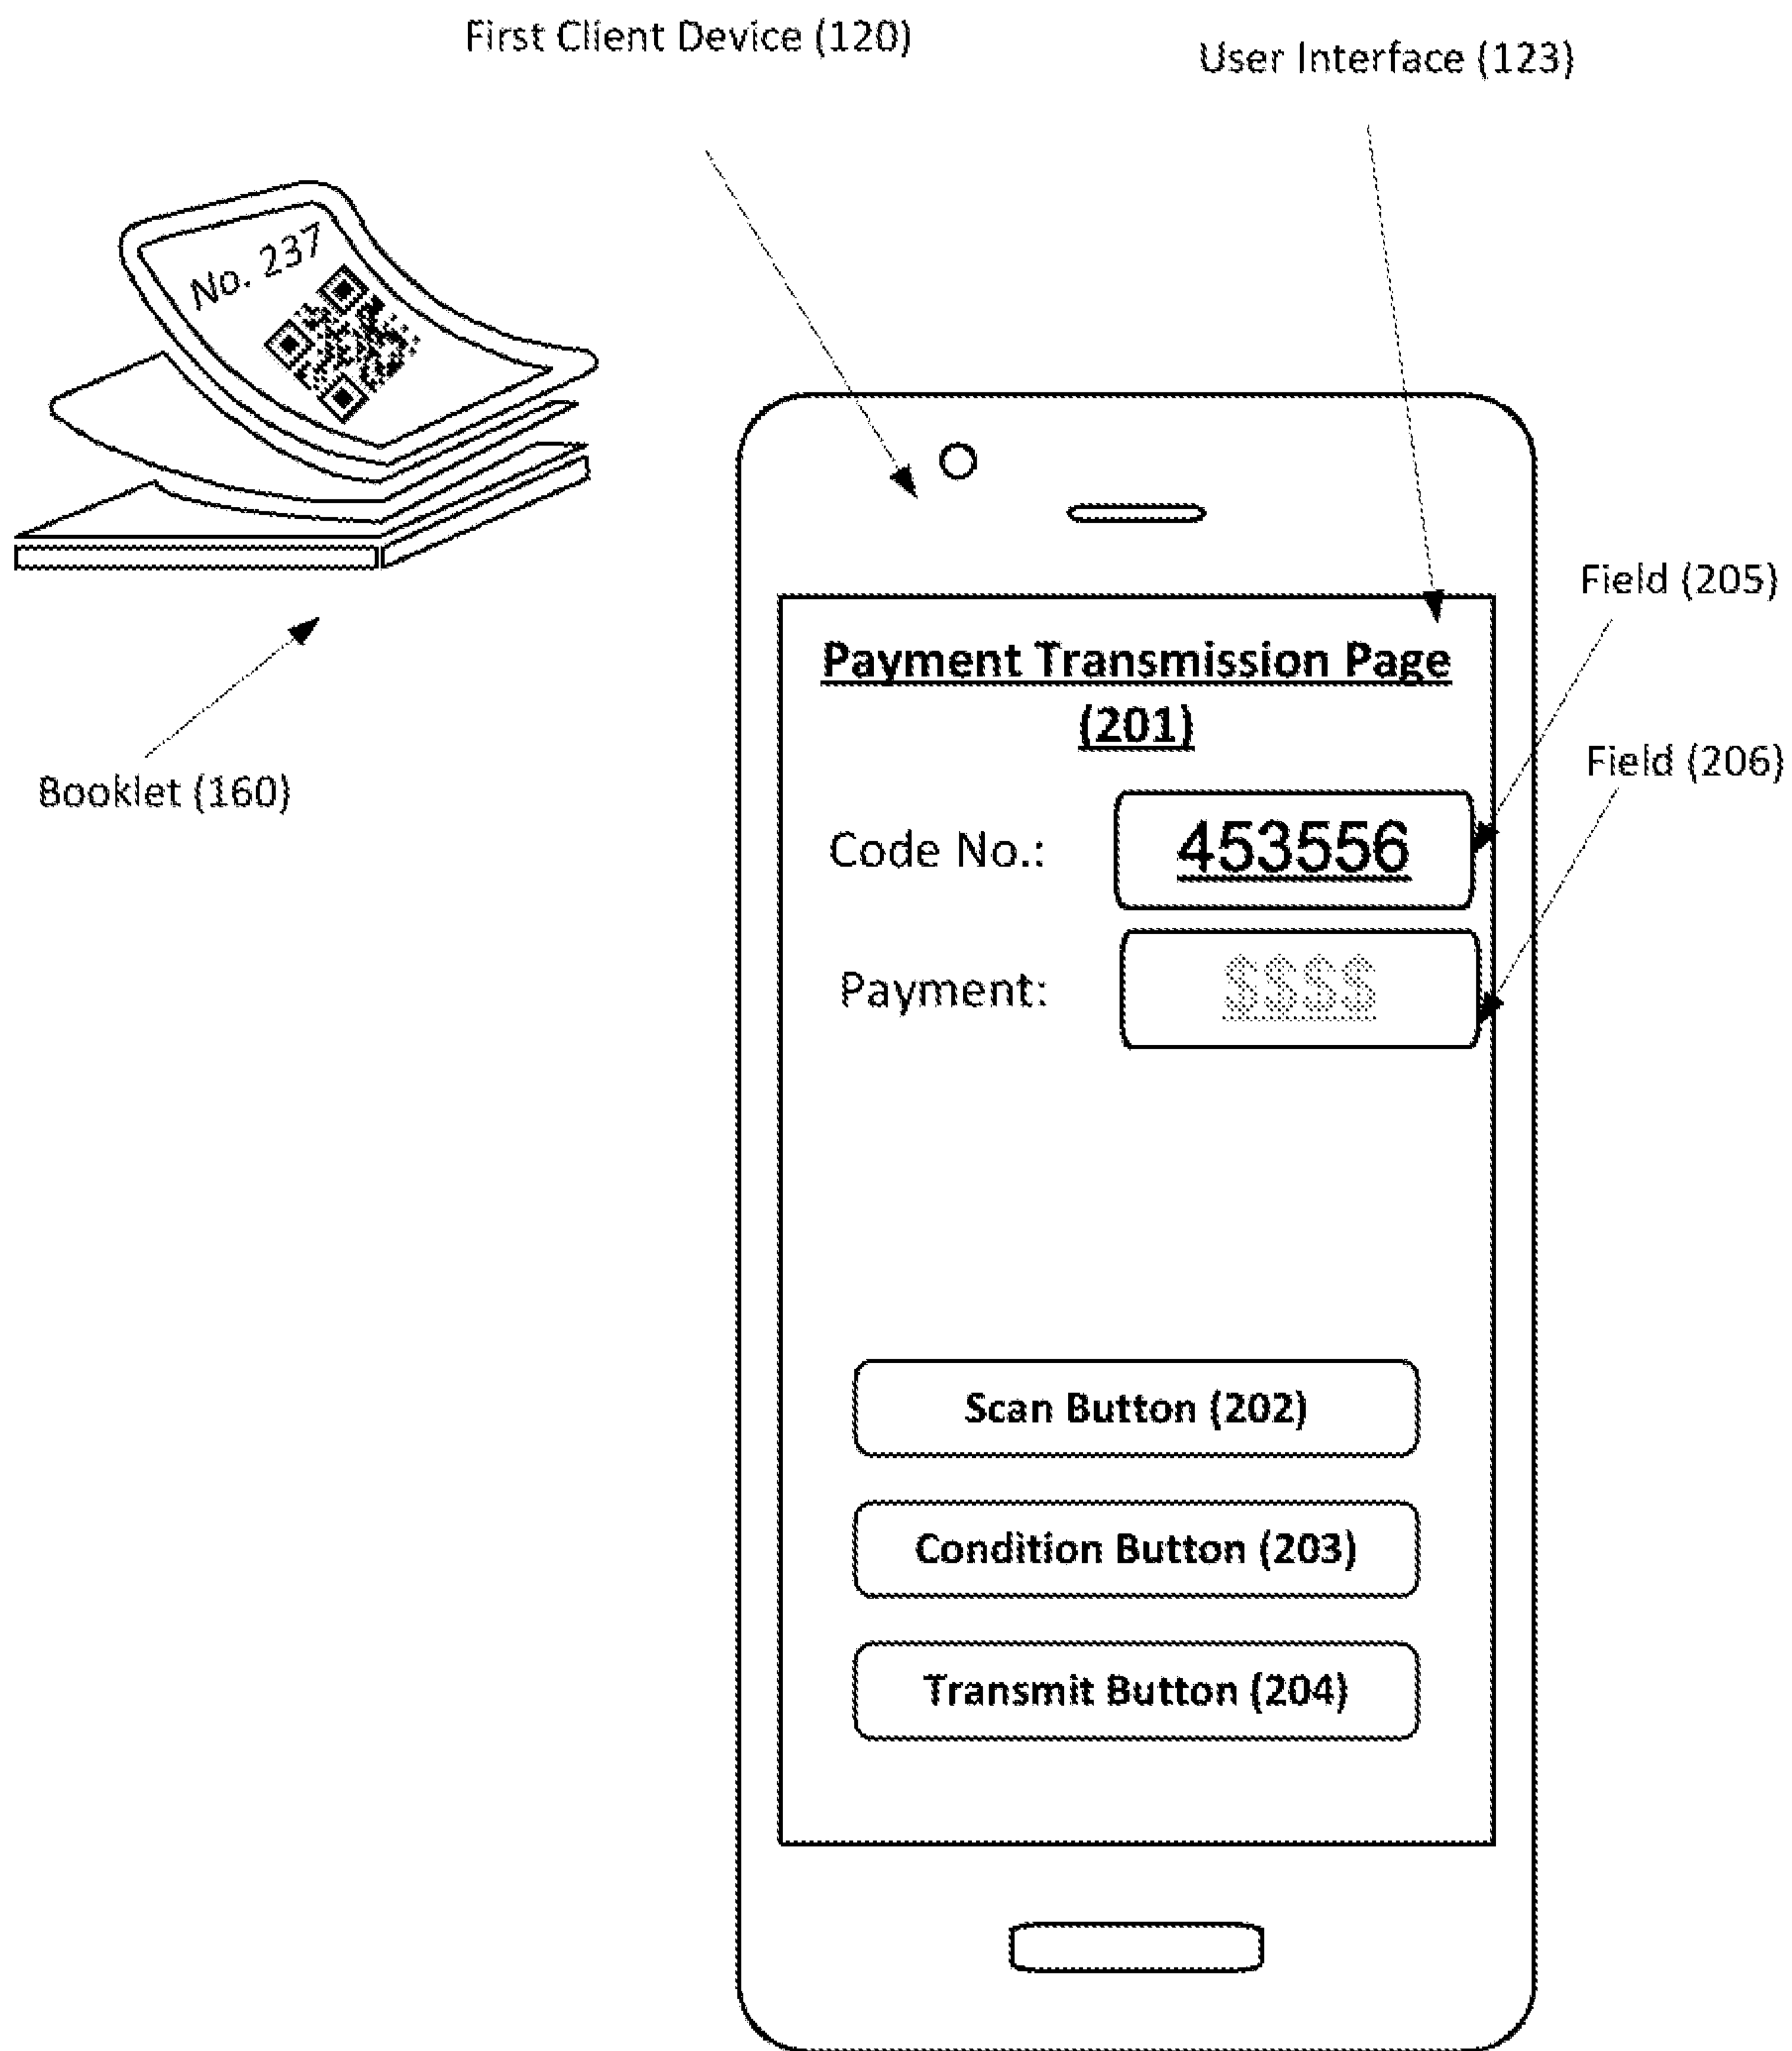 First Client Device (120)
User Interface (123)
No. 237
Field (205)
Payment Transmission Page
(201)
Field (206)
Booklet (160)
Code No.: 453556
Payment: $$$$
Scan Button (202)
Condition Button (203)
Transmit Button (204)